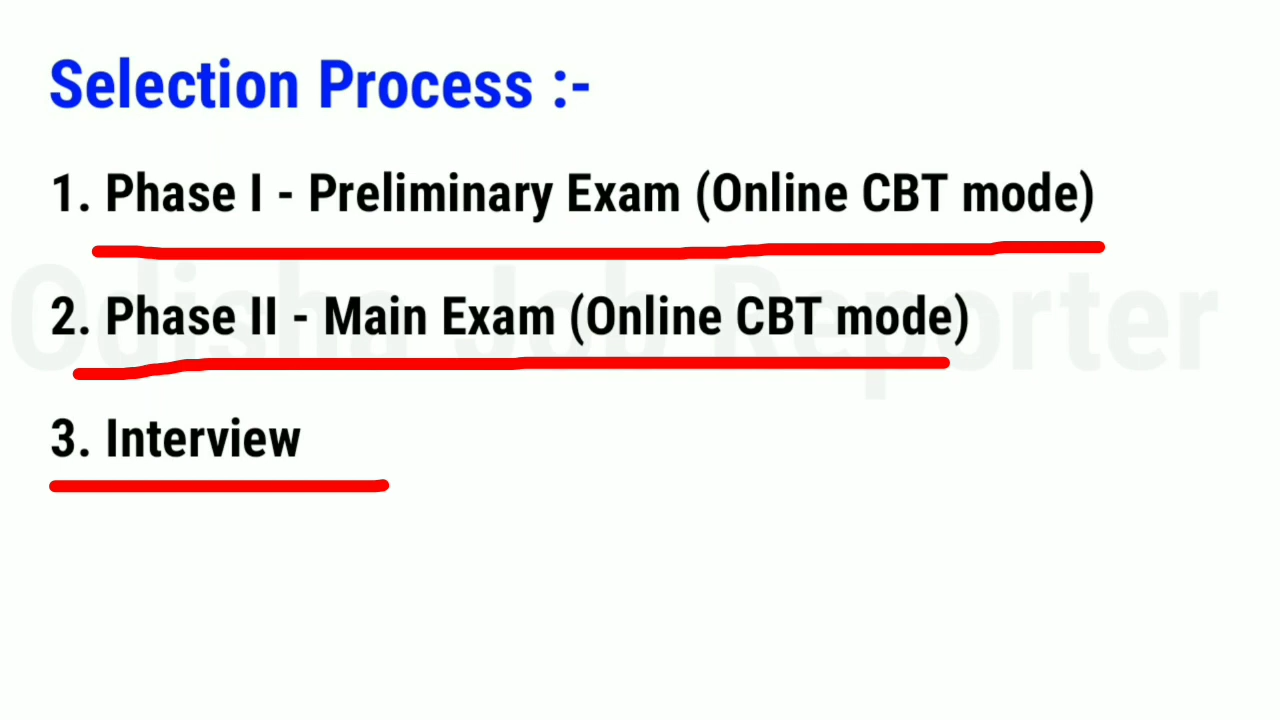 Selection Process :-
1. Phase I - Preliminary Exam (Online CBT mode)
Odisha Job Reporter
2. Phase II - Main Exam (Online CBT mode)
3. Interview